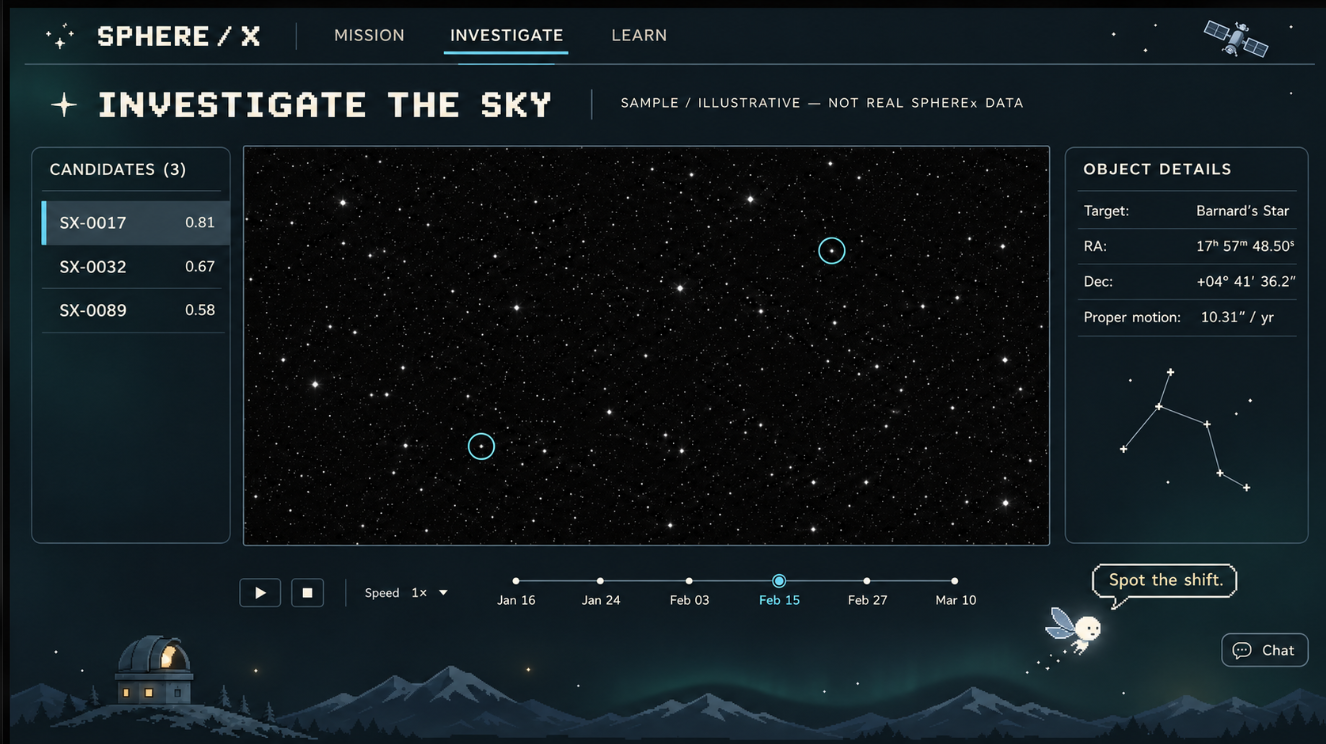 SPHERE/X
MISSION
INVESTIGATE
LEARN
INVESTIGATE THE SKY
SAMPLE / ILLUSTRATIVE — NOT REAL SPHEREx DATA
CANDIDATES (3)
SX-0017 0.81
SX-0032 0.67
SX-0089 0.58
OBJECT DETAILS
Target: Barnard's Star
RA: 17ʰ 57ᵐ 48.50ˢ
Dec: +04° 41' 36.2"
Proper motion: 10.31" / yr
Speed 1×
Jan 16
Jan 24
Feb 03
Feb 15
Feb 27
Mar 10
Spot the shift.
Chat